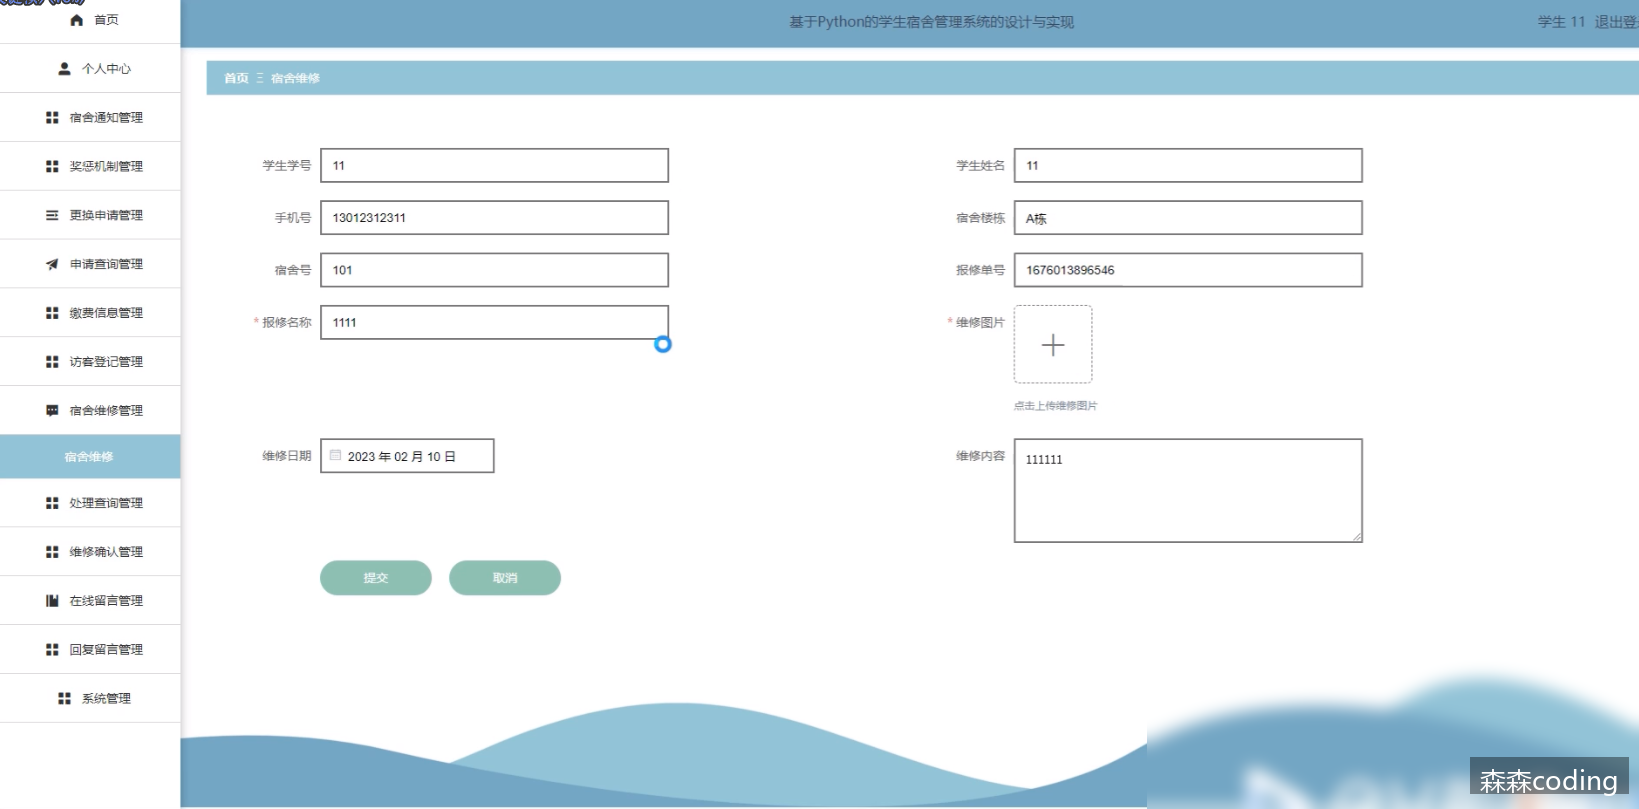 首页
个人中心
宿舍通知管理
奖惩机制管理
更换申请管理
申请查询管理
缴费信息管理
访客登记管理
宿舍维修管理
宿舍维修
处理查询管理
维修确认管理
在线留言管理
回复留言管理
系统管理
基于Python的学生宿舍管理系统的设计与实现
学生 11 退出登
首页 Ξ 宿舍维修
学生学号 11
学生姓名 11
手机号 13012312311
宿舍楼栋 A栋
宿舍号 101
报修单号 1676013896546
* 报修名称 1111
* 维修图片
点击上传维修图片
维修日期 2023 年 02 月 10 日
维修内容 111111
提交 取消
森森coding